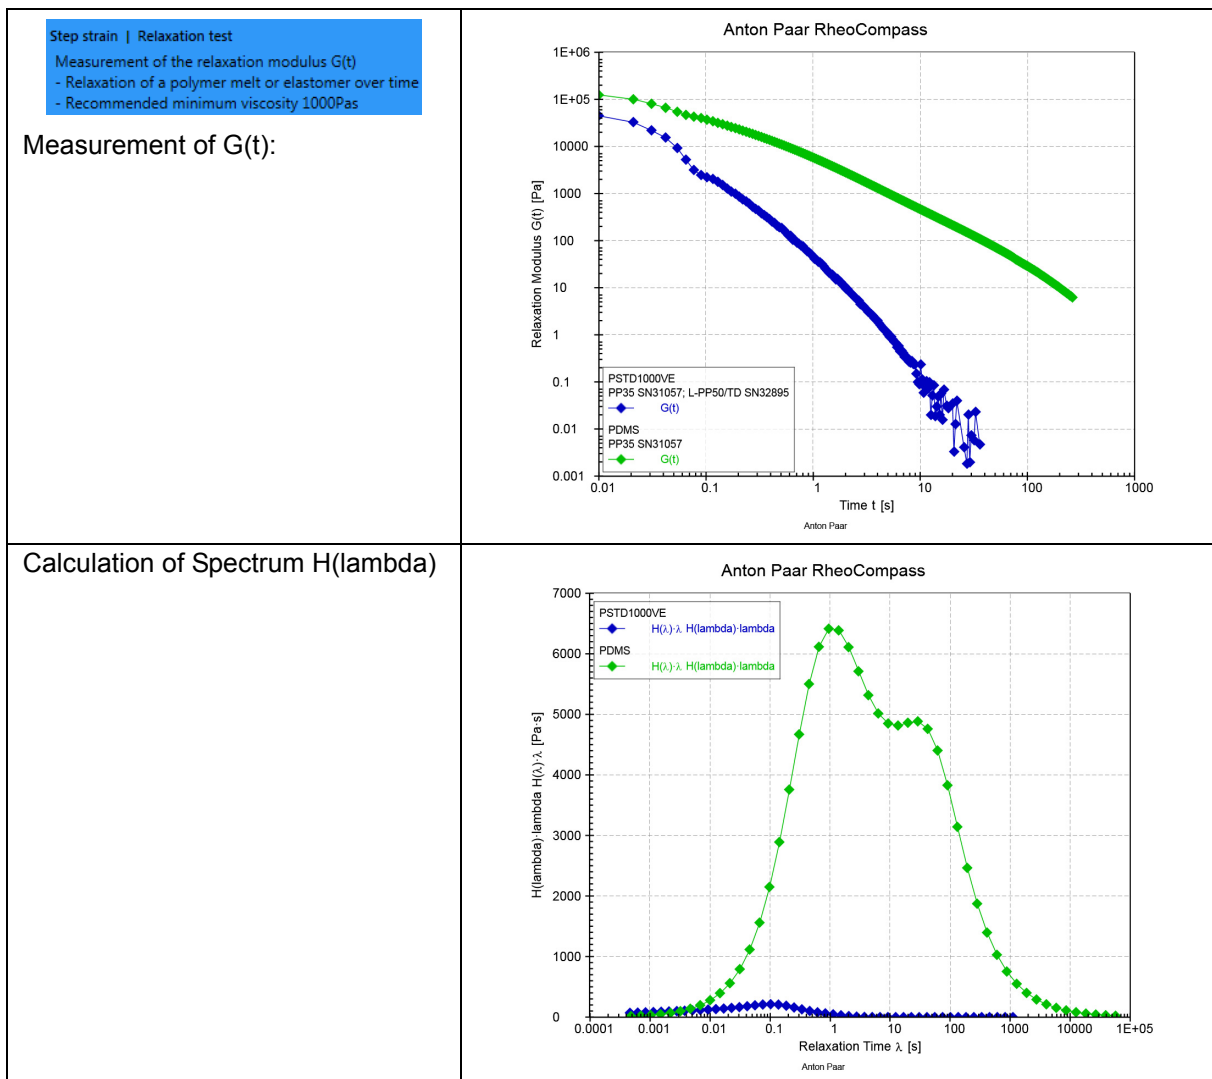 Step strain | Relaxation test
Measurement of the relaxation modulus G(t)
- Relaxation of a polymer melt or elastomer over time
- Recommended minimum viscosity 1000Pas
Measurement of G(t):
Anton Paar RheoCompass
1E+06
1E+05
10000
1000
100
10
1
0.1
0.01
0.001
Relaxation Modulus G(t) [Pa]
PSTD1000VE
PP35 SN31057; L-PP50/TD SN32895
G(t)
PDMS
PP35 SN31057
G(t)
0.01 0.1 1 10 100 1000
Time t [s]
Anton Paar
Calculation of Spectrum H(lambda)
Anton Paar RheoCompass
7000
6000
5000
4000
3000
2000
1000
0
H(lambda)·lambda H(λ)·λ [Pa·s]
PSTD1000VE
H(λ)·λ H(lambda)·lambda
PDMS
H(λ)·λ H(lambda)·lambda
0.0001 0.001 0.01 0.1 1 10 100 1000 10000 1E+05
Relaxation Time λ [s]
Anton Paar